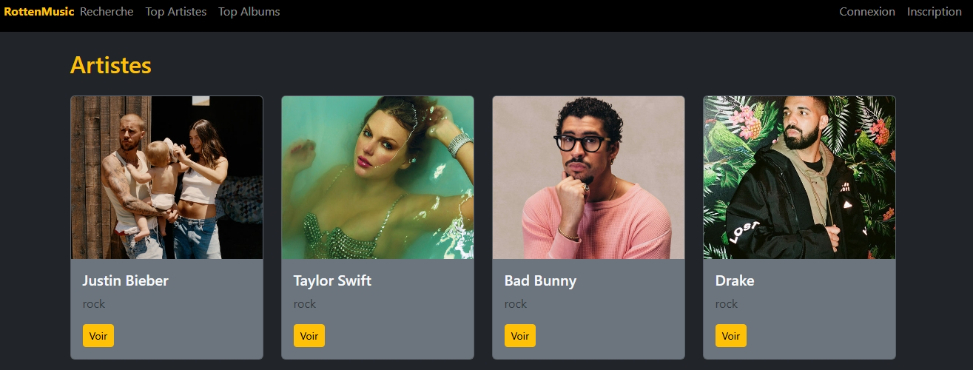 RottenMusic Recherche Top Artistes Top Albums Connexion Inscription
Artistes
Justin Bieber
rock
Voir
Taylor Swift
rock
Voir
Bad Bunny
rock
Voir
Drake
rock
Voir